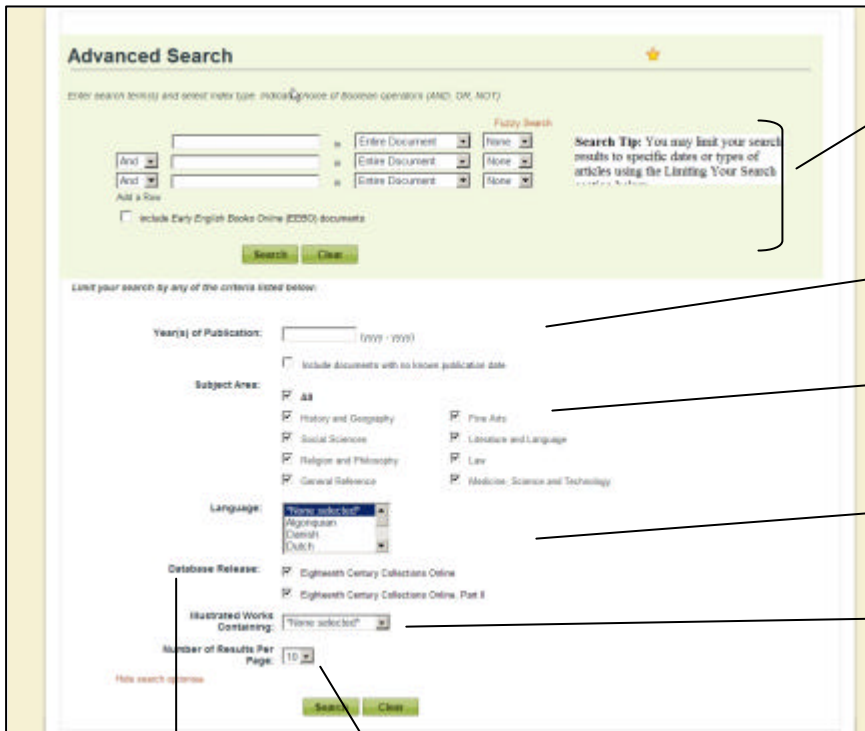 Advanced Search
Enter search term(s) and select index type. Indicate choice of Boolean operators (AND, OR, NOT)
Fuzzy Search
in Entire Document None
And in Entire Document None
And in Entire Document None
Add a Row
Search Tip: You may limit your search
results to specific dates or types of
articles using the Limiting Your Search
Include Early English Books Online (EEBO) documents
Search Clear
Limit your search by any of the criteria listed below:
Year(s) of Publication: (yyyy - yyyy)
Include documents with no known publication date
Subject Area:
All
History and Geography Fine Arts
Social Sciences Literature and Language
Religion and Philosophy Law
General Reference Medicine, Science and Technology
Language: *None selected*
Algonquian
Danish
Dutch
Database Release: Eighteenth Century Collections Online
Eighteenth Century Collections Online, Part II
Illustrated Works
Containing: *None selected*
Number of Results Per
Page: 10
Hide search options
Search Clear